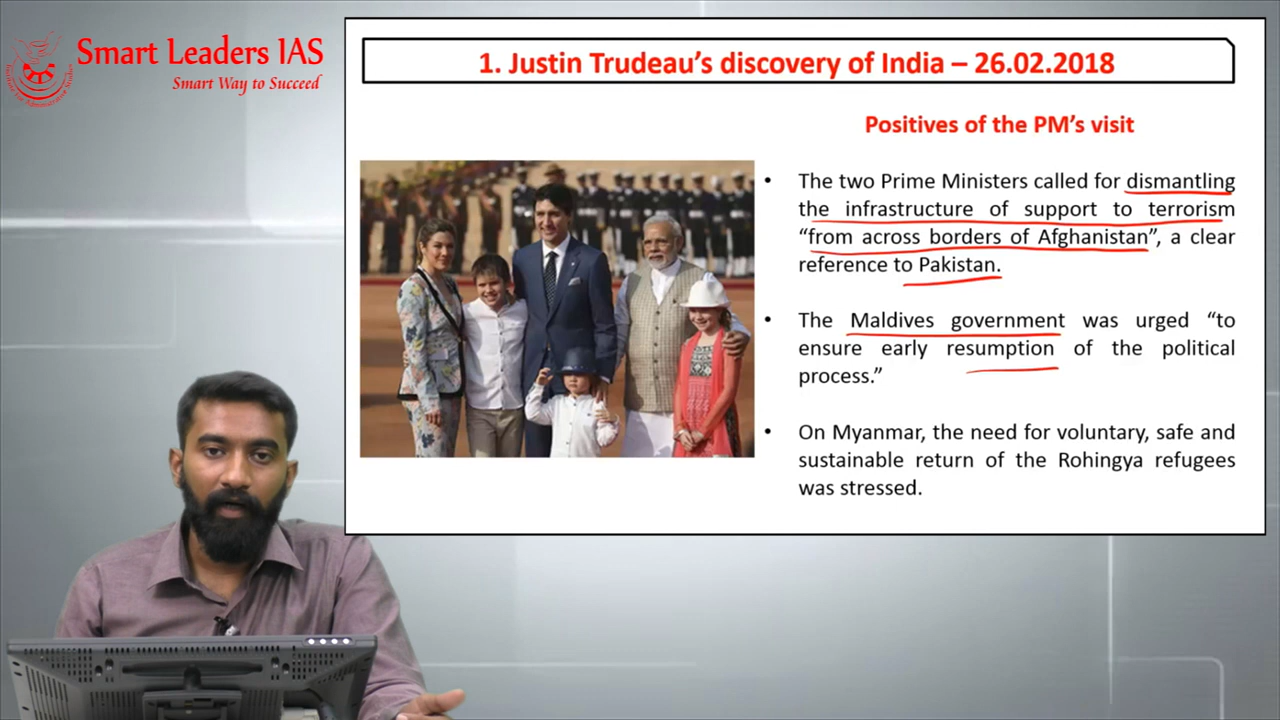 Smart Leaders IAS
Smart Way to Succeed
1. Justin Trudeau’s discovery of India – 26.02.2018
Positives of the PM’s visit
• The two Prime Ministers called for dismantling
the infrastructure of support to terrorism
“from across borders of Afghanistan”, a clear
reference to Pakistan.
• The Maldives government was urged “to
ensure early resumption of the political
process.”
• On Myanmar, the need for voluntary, safe and
sustainable return of the Rohingya refugees
was stressed.